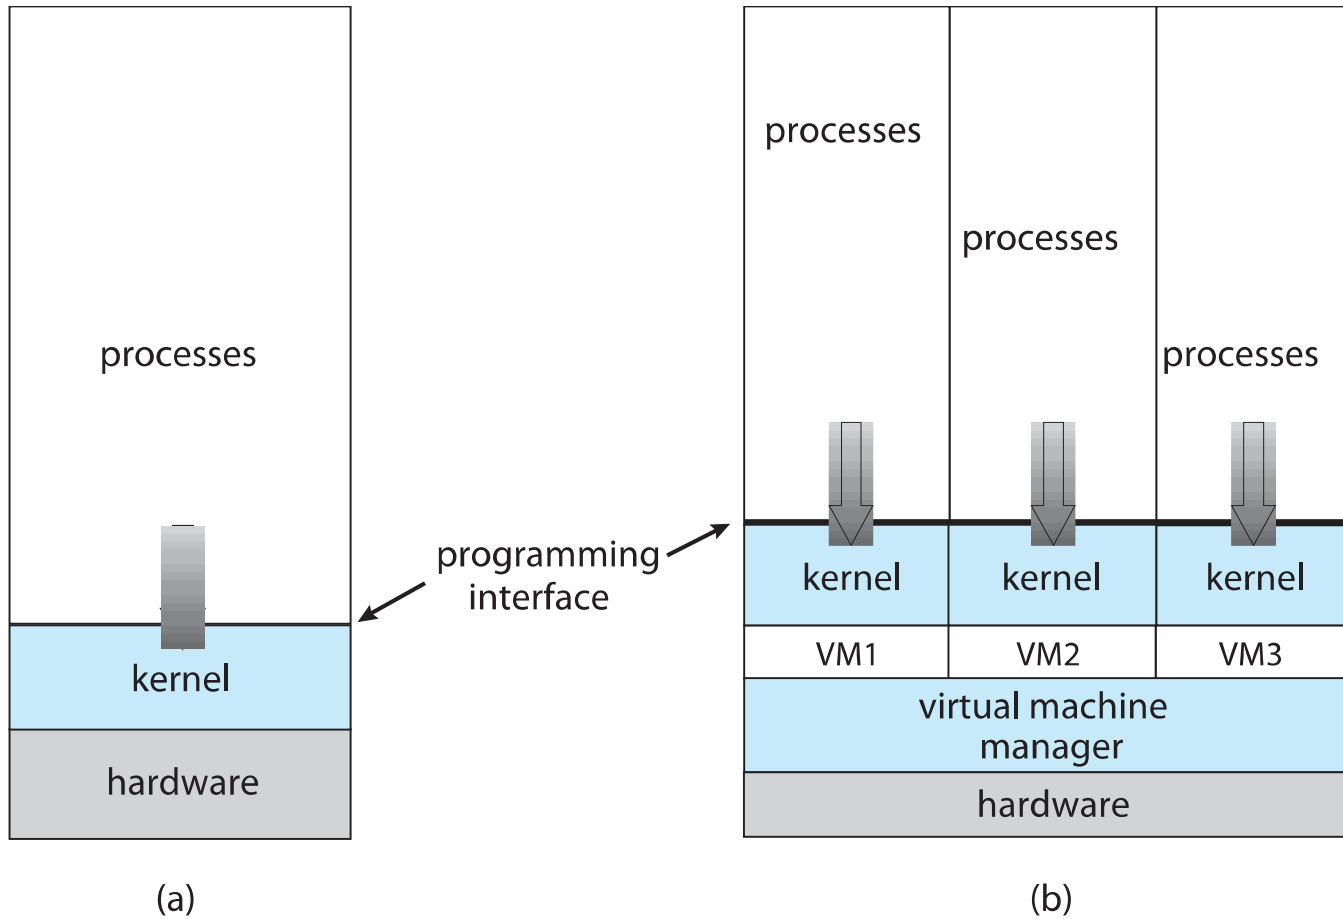 processes
kernel
hardware
(a)
programming
interface
processes
processes
processes
kernel
kernel
kernel
VM1
VM2
VM3
virtual machine
manager
hardware
(b)